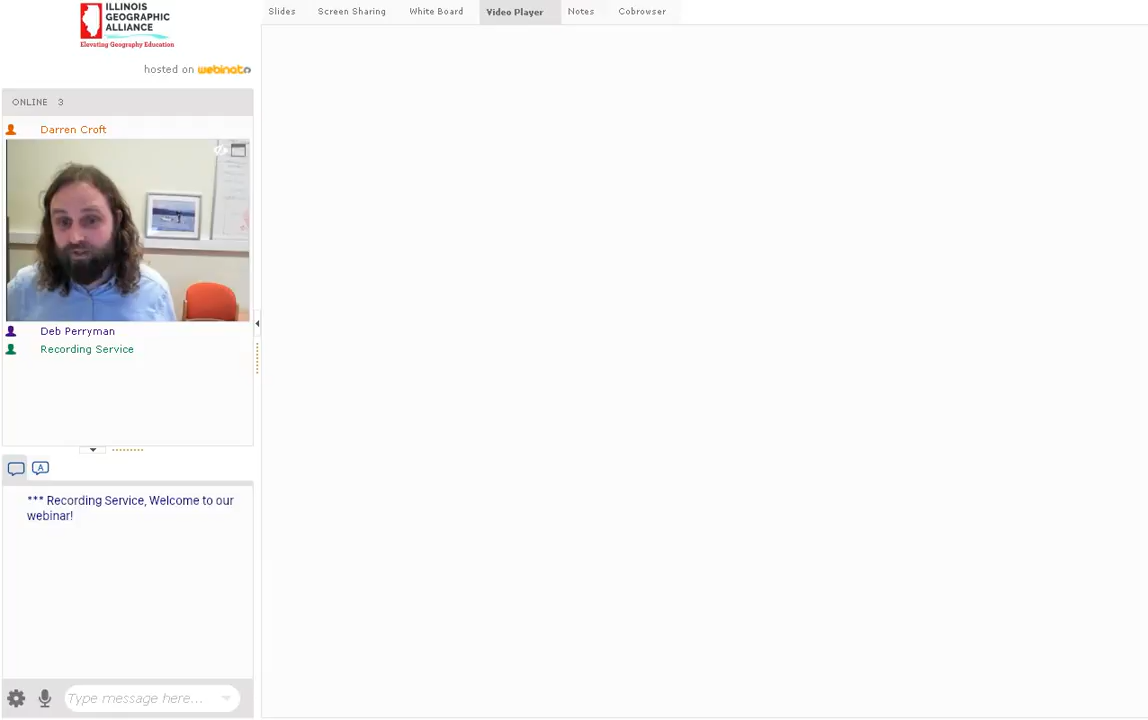 ILLINOIS
GEOGRAPHIC
ALLIANCE
Elevating Geography Education
hosted on webinato
ONLINE 3
Darren Croft
Deb Perryman
Recording Service
A
*** Recording Service, Welcome to our
webinar!
Type message here...
Slides Screen Sharing White Board Video Player Notes Cobrowser